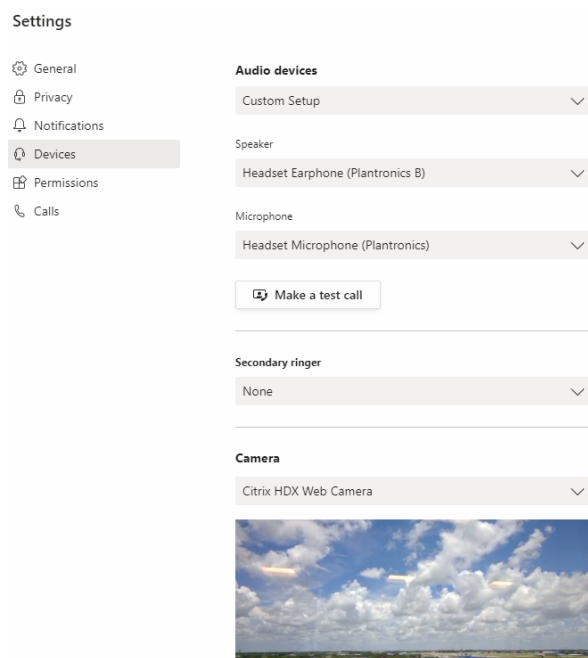 Settings
General
Privacy
Notifications
Devices
Permissions
Calls
Audio devices
Custom Setup
Speaker
Headset Earphone (Plantronics B)
Microphone
Headset Microphone (Plantronics)
Make a test call
Secondary ringer
None
Camera
Citrix HDX Web Camera